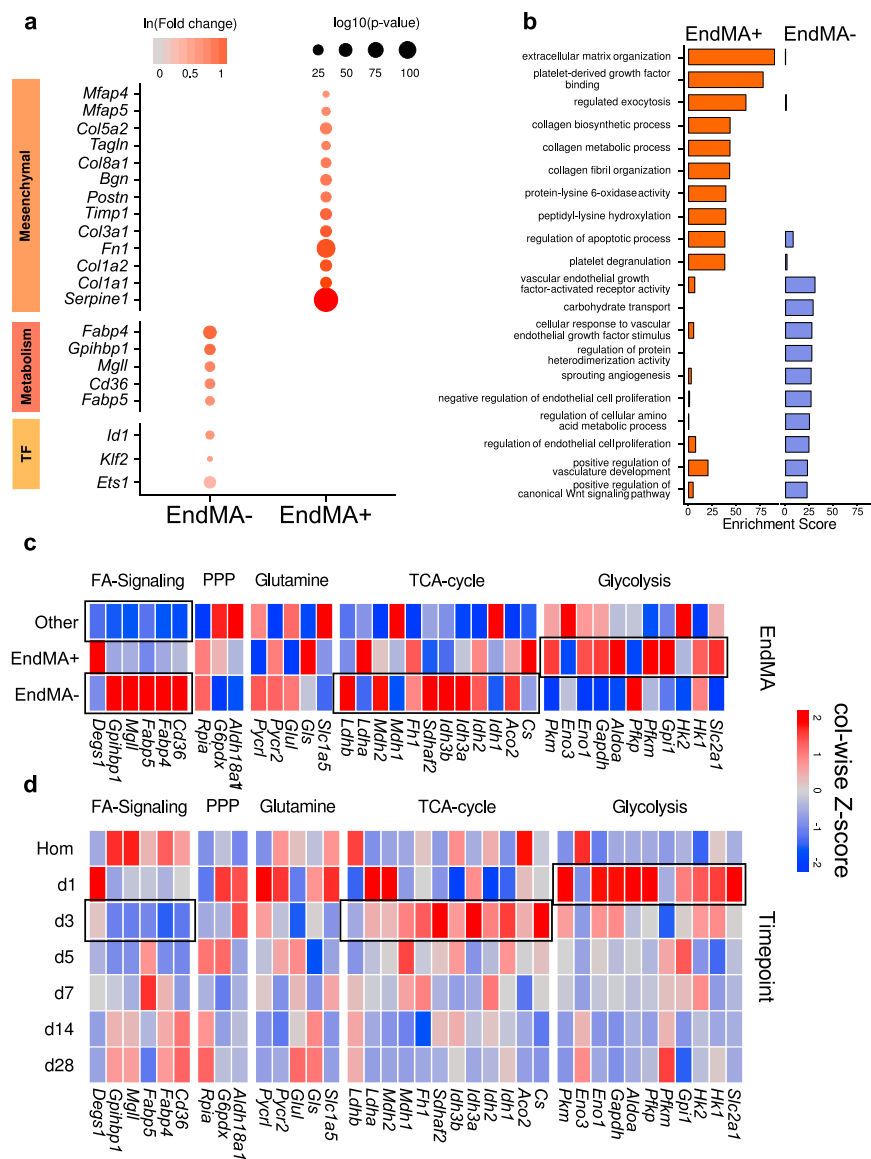 a
ln(Fold change)
0 0.5 1
log10(p-value)
25 50 75 100
Mesenchymal
Mfap4
Mfap5
Col5a2
Tagln
Col8a1
Bgn
Postn
Timp1
Col3a1
Fn1
Col1a2
Col1a1
Serpine1
Metabolism
Fabp4
Gpihbp1
Mgll
Cd36
Fabp5
TF
Id1
Klf2
Ets1
EndMA- EndMA+
b
EndMA+ EndMA-
extracellular matrix organization
platelet-derived growth factor
binding
regulated exocytosis
collagen biosynthetic process
collagen metabolic process
collagen fibril organization
protein-lysine 6-oxidase activity
peptidyl-lysine hydroxylation
regulation of apoptotic process
platelet degranulation
vascular endothelial growth
factor-activated receptor activity
carbohydrate transport
cellular response to vascular
endothelial growth factor stimulus
regulation of protein
heterodimerization activity
sprouting angiogenesis
negative regulation of endothelial cell proliferation
regulation of cellular amino
acid metabolic process
regulation of endothelial cell proliferation
positive regulation of
vasculature development
positive regulation of
canonical Wnt signaling pathway
0 25 50 75 0 25 50 75
Enrichment Score
c
FA-Signaling PPP Glutamine TCA-cycle Glycolysis
Other
EndMA+
EndMA-
EndMA
Degs1 Gpihbp1 Mgll Fabp5 Fabp4 Cd36 Rpia G6pdx Aldh18a1 Pycrl Pycr2 Glul Gls Slc1a5 Ldhb Ldha Mdh2 Mdh1 Fh1 Sdhaf2 Idh3b Idh3a Idh2 Idh1 Aco2 Cs Pkm Eno3 Eno1 Gapdh Aldoa Pfkp Pfkm Gpi1 Hk2 Hk1 Slc2a1
col-wise Z-score
2 1 0 -1 -2
d
FA-Signaling PPP Glutamine TCA-cycle Glycolysis
Hom
d1
d3
d5
d7
d14
d28
Timepoint
Degs1 Gpihbp1 Mgll Fabp5 Fabp4 Cd36 Rpia G6pdx Aldh18a1 Pycrl Pycr2 Glul Gls Slc1a5 Ldhb Ldha Mdh2 Mdh1 Fh1 Sdhaf2 Idh3b Idh3a Idh2 Idh1 Aco2 Cs Pkm Eno3 Eno1 Gapdh Aldoa Pfkp Pfkm Gpi1 Hk2 Hk1 Slc2a1